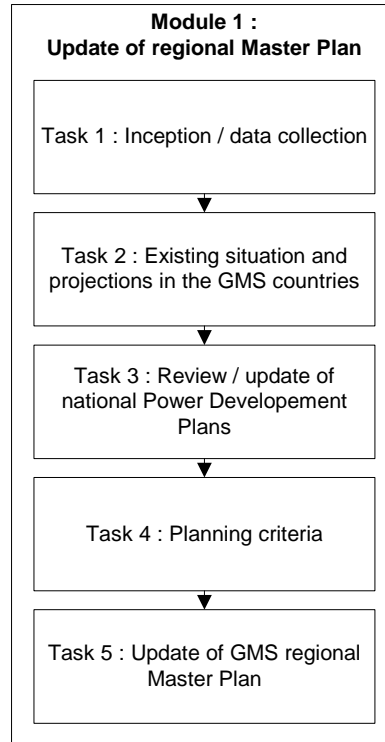 Module 1 :
Update of regional Master Plan
Task 1 : Inception / data collection
Task 2 : Existing situation and
projections in the GMS countries
Task 3 : Review / update of
national Power Developement
Plans
Task 4 : Planning criteria
Task 5 : Update of GMS regional
Master Plan